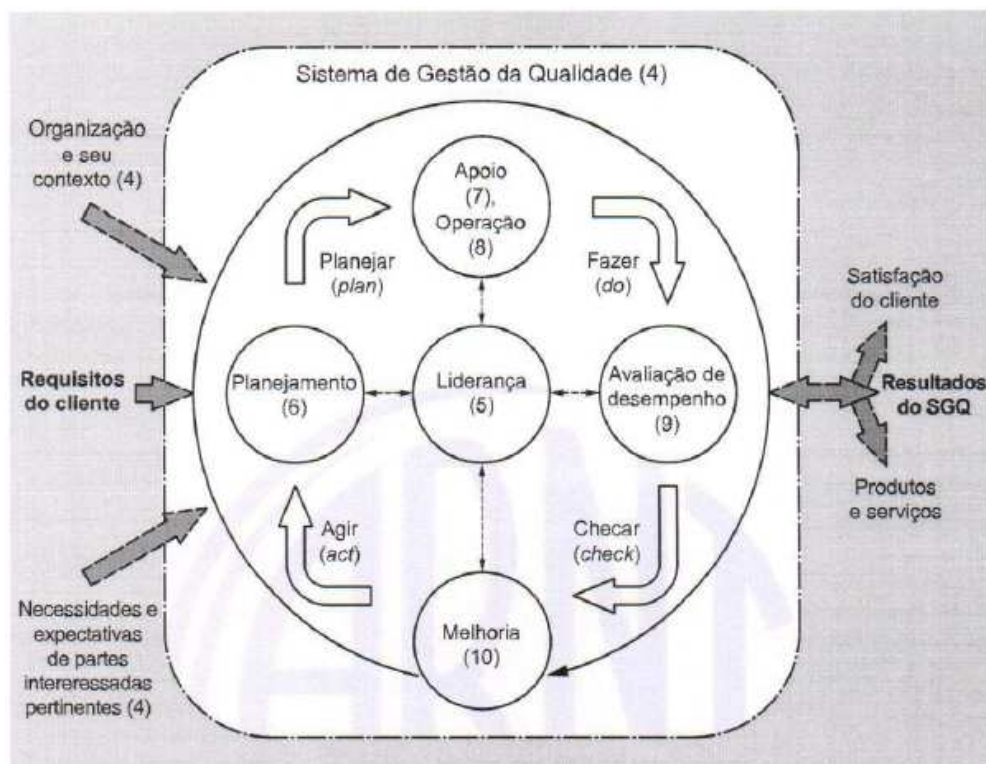 Sistema de Gestão da Qualidade (4)
Organização
e seu
contexto (4)
Apoio
(7),
Operação
(8)
Planejar
(plan)
Fazer
(do)
Satisfação
do cliente
Requisitos
do cliente
Planejamento
(6)
Liderança
(5)
Avaliação de
desempenho
(9)
Resultados
do SGQ
Produtos
e serviços
Agir
(act)
Checar
(check)
Necessidades e
expectativas
de partes
intereressadas
pertinentes (4)
Melhoria
(10)